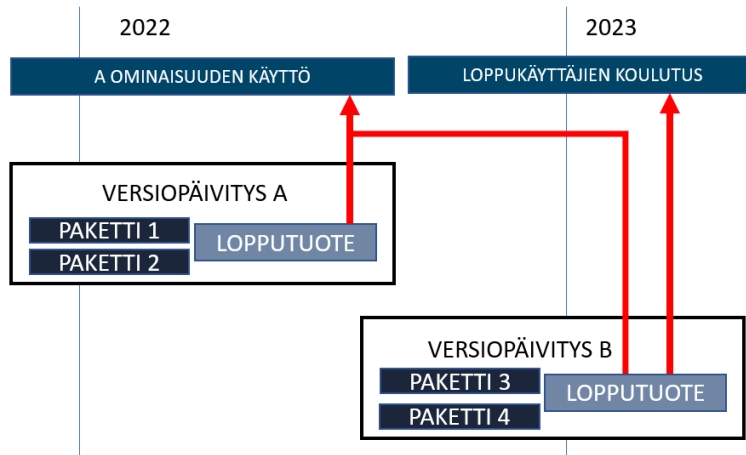 2022
2023
A OMINAISUUDEN KÄYTTÖ
LOPPUKÄYTTÄJIEN KOULUTUS
VERSIOPÄIVITYS A
PAKETTI 1
PAKETTI 2
LOPPUTUOTE
VERSIOPÄIVITYS B
PAKETTI 3
PAKETTI 4
LOPPUTUOTE